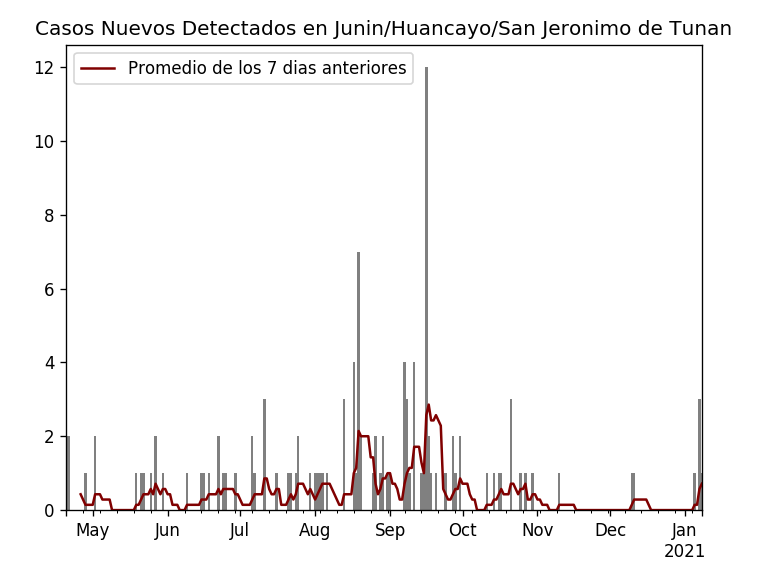 Casos Nuevos Detectados en Junin/Huancayo/San Jeronimo de Tunan
Promedio de los 7 dias anteriores
12
10
8
6
4
2
0
May Jun Jul Aug Sep Oct Nov Dec Jan
2021